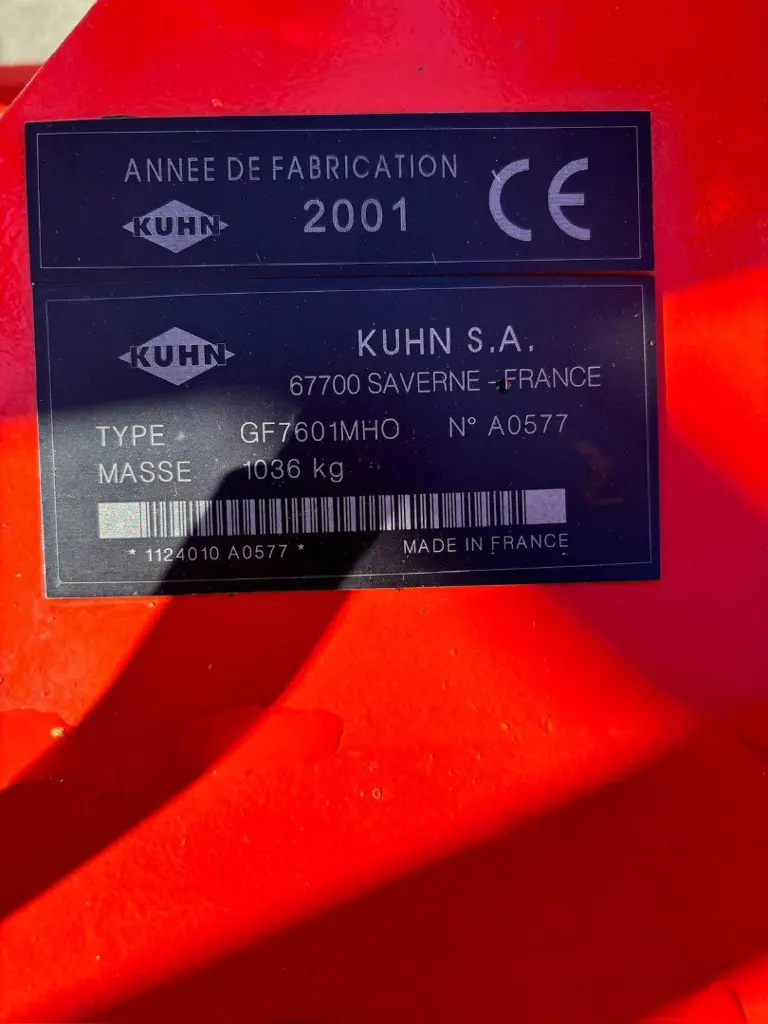 ANNEE DE FABRICATION
KUHN 2001 CE
KUHN KUHN S.A.
67700 SAVERNE - FRANCE
TYPE GF7601MHO N° A0577
MASSE 1036 kg
* 1124010 A0577 * MADE IN FRANCE